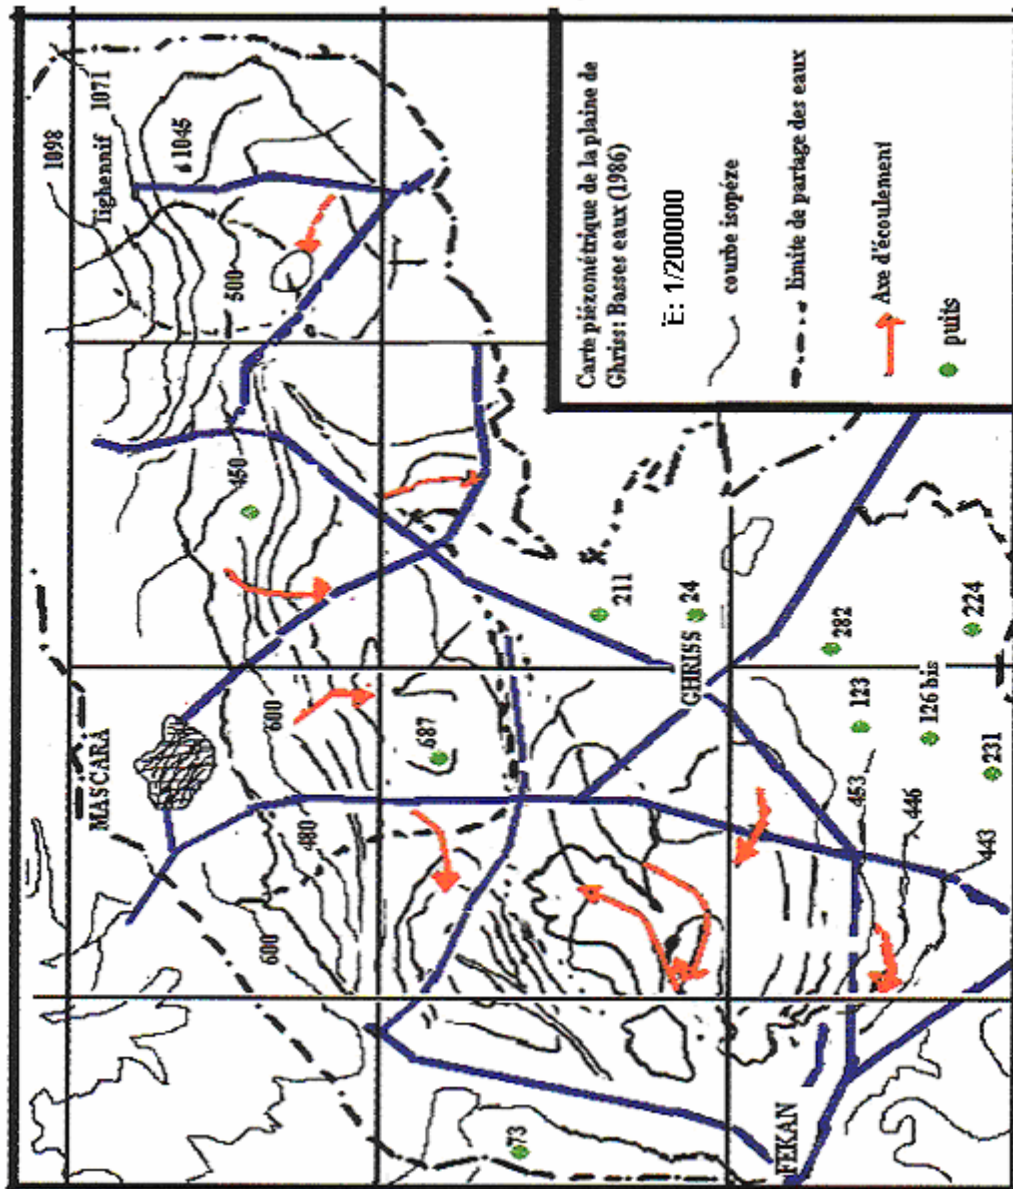 1098
Tighennif 1071
1045
500
450
MASCARA
600
480
600
687
211
24
GHRISS
282
224
123
126 bis
231
453
446
443
73
FEKAN
Carte piézométrique de la plaine de
Ghriss: Basses eaux (1986)
E: 1/200000
courbe isopéze
limite de partage des eaux
Axe d'écoulement
puits